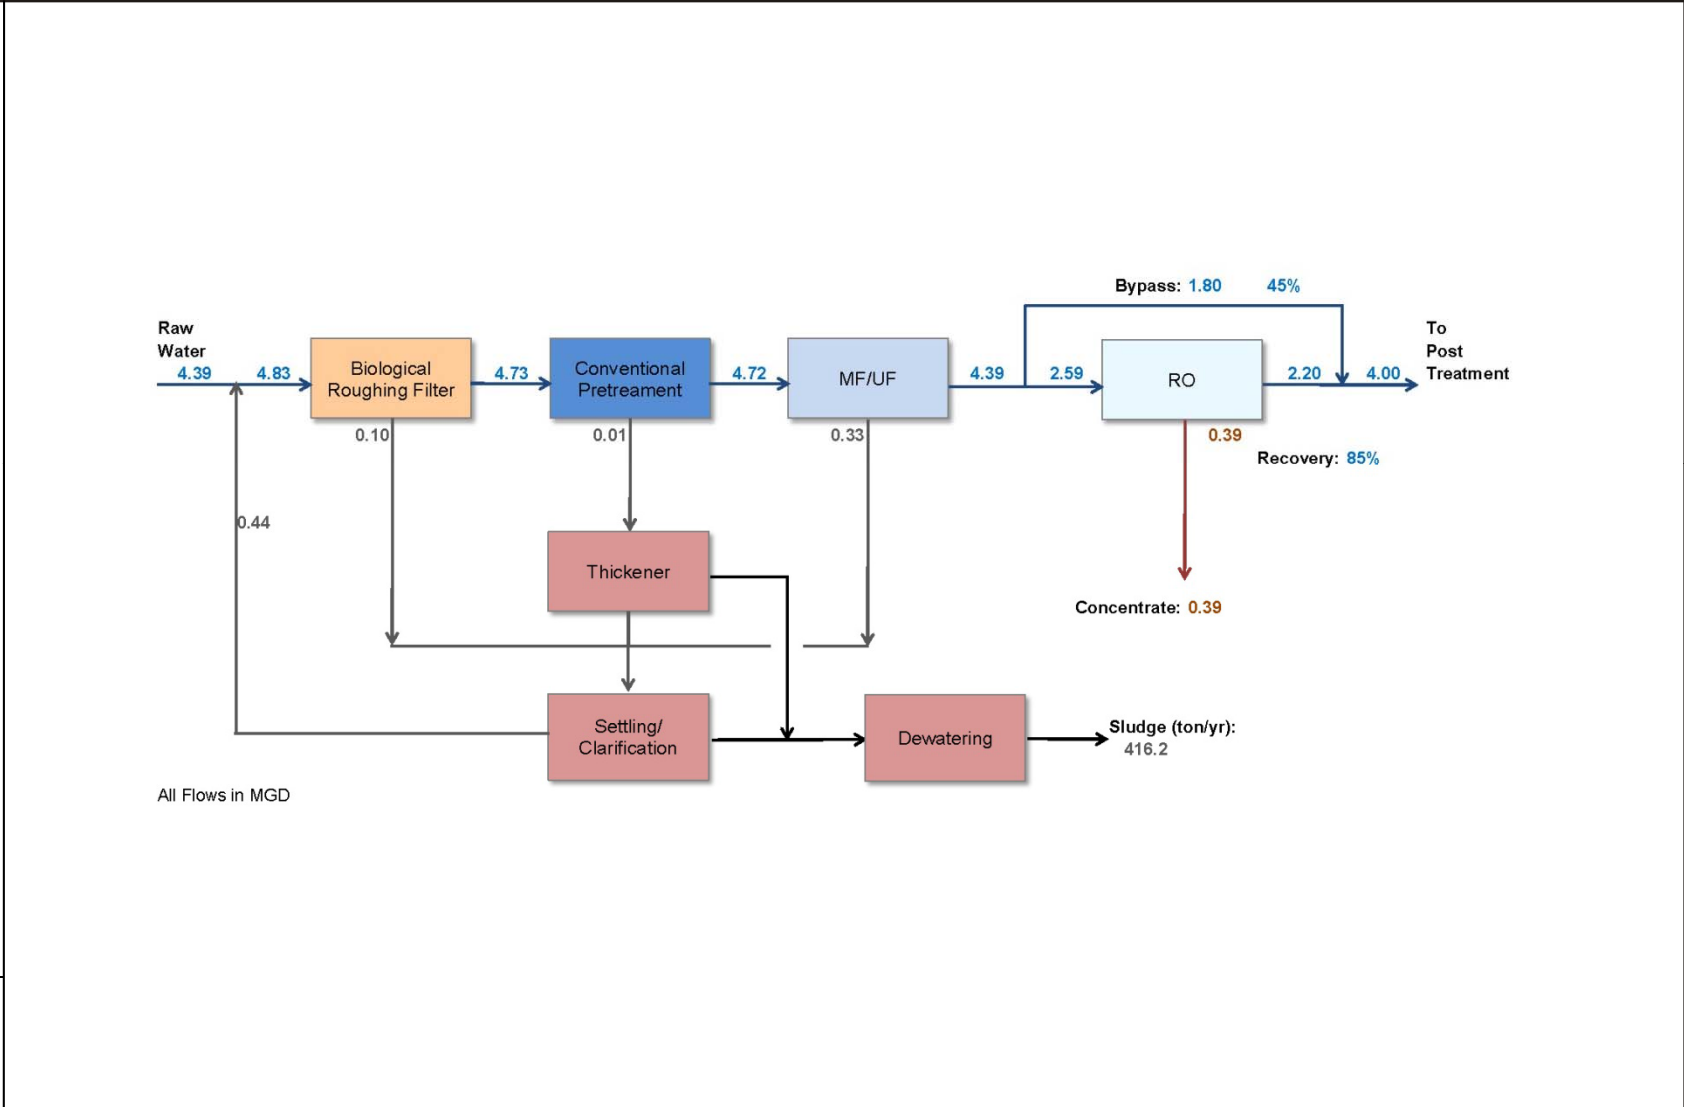 Bypass: 1.80 45%
Raw
Water
To
Post
Treatment
4.39 4.83
Biological
Roughing Filter
4.73
Conventional
Pretreament
4.72
MF/UF
4.39 2.59
RO
2.20 4.00
0.10
0.01
0.33
0.39
Recovery: 85%
0.44
Thickener
Concentrate: 0.39
Settling/
Clarification
Dewatering
Sludge (ton/yr):
416.2
All Flows in MGD